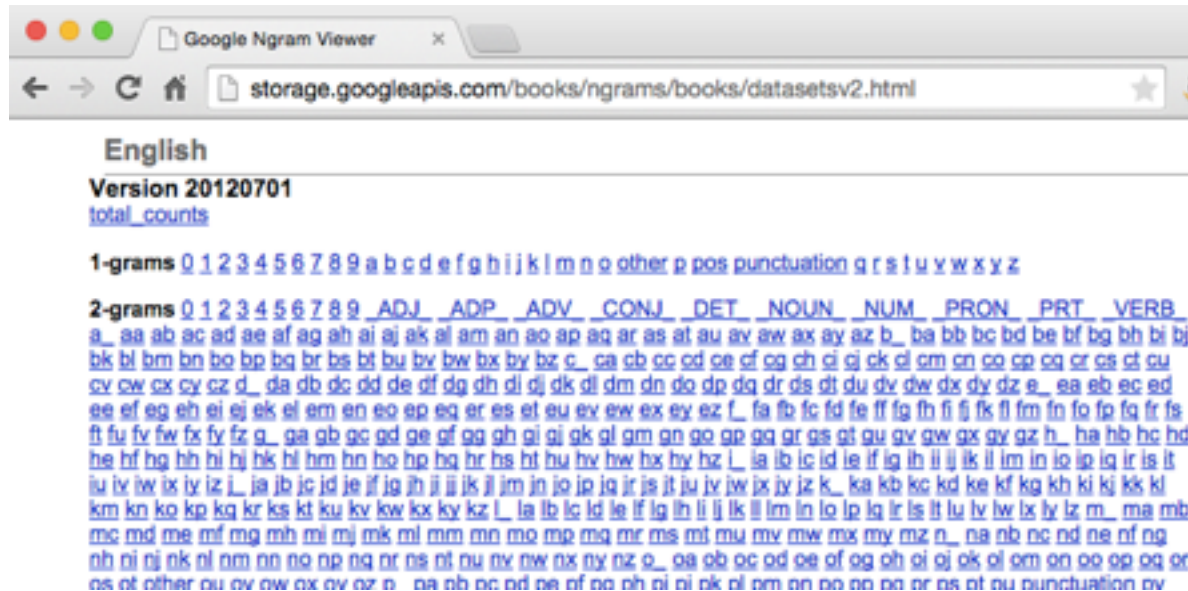 Google Ngram Viewer
storage.googleapis.com/books/ngrams/books/datasetsv2.html
English
Version 20120701
total_counts
1-grams 0 1 2 3 4 5 6 7 8 9 a b c d e f g h i j k l m n o other p pos punctuation q r s t u v w x y z
2-grams 0 1 2 3 4 5 6 7 8 9 _ADJ_ _ADP_ _ADV_ _CONJ_ _DET_ _NOUN_ _NUM_ _PRON_ _PRT_ _VERB_
a_ aa ab ac ad ae af ag ah ai aj ak al am an ao ap aq ar as at au av aw ax ay az b_ ba bb bc bd be bf bg bh bi bj
bk bl bm bn bo bp bq br bs bt bu bv bw bx by bz c_ ca cb cc cd ce cf cg ch ci cj ck cl cm cn co cp cq cr cs ct cu
cv cw cx cy cz d_ da db dc dd de df dg dh di dj dk dl dm dn do dp dq dr ds dt du dv dw dx dy dz e_ ea eb ec ed
ee ef eg eh ei ej ek el em en eo ep eq er es et eu ev ew ex ey ez f_ fa fb fc fd fe ff fg fh fi fj fk fl fm fn fo fp fq fr fs
ft fu fv fw fx fy fz g_ ga gb gc gd ge gf gg gh gi gj gk gl gm gn go gp gq gr gs gt gu gv gw gx gy gz h_ ha hb hc hd
he hf hg hh hi hj hk hl hm hn ho hp hq hr hs ht hu hv hw hx hy hz i_ ia ib ic id ie if ig ih ii ij ik il im in io ip iq ir is it
iu iv iw ix iy iz j_ ja jb jc jd je jf jg jh ji jj jk jl jm jn jo jp jq jr js jt ju jv jw jx jy jz k_ ka kb kc kd ke kf kg kh ki kj kk kl
km kn ko kp kq kr ks kt ku kv kw kx ky kz l_ la lb lc ld le lf lg lh li lj lk ll lm ln lo lp lq lr ls lt lu lv lw lx ly lz m_ ma mb
mc md me mf mg mh mi mj mk ml mm mn mo mp mq mr ms mt mu mv mw mx my mz n_ na nb nc nd ne nf ng
nh ni nj nk nl nm nn no np nq nr ns nt nu nv nw nx ny nz o_ oa ob oc od oe of og oh oi oj ok ol om on oo op oq or
os ot other ou ov ow ox oy oz p_ pa pb pc pd pe pf pg ph pi pj pk pl pm pn po pp pq pr ps pt pu punctuation pv